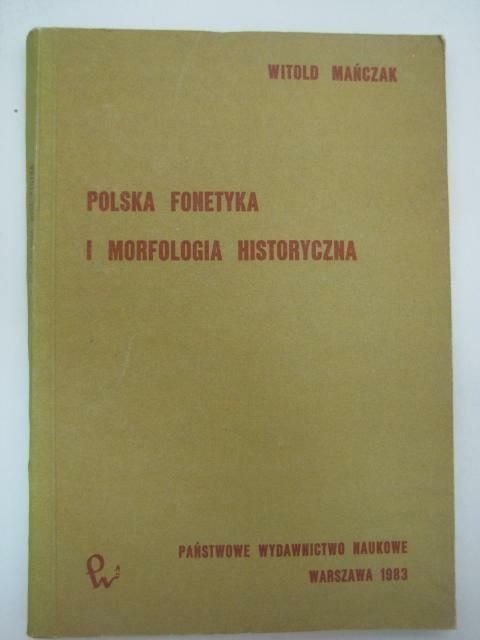 WITOLD MAŃCZAK
POLSKA FONETYKA
I MORFOLOGIA HISTORYCZNA
PAŃSTWOWE WYDAWNICTWO NAUKOWE
WARSZAWA 1983